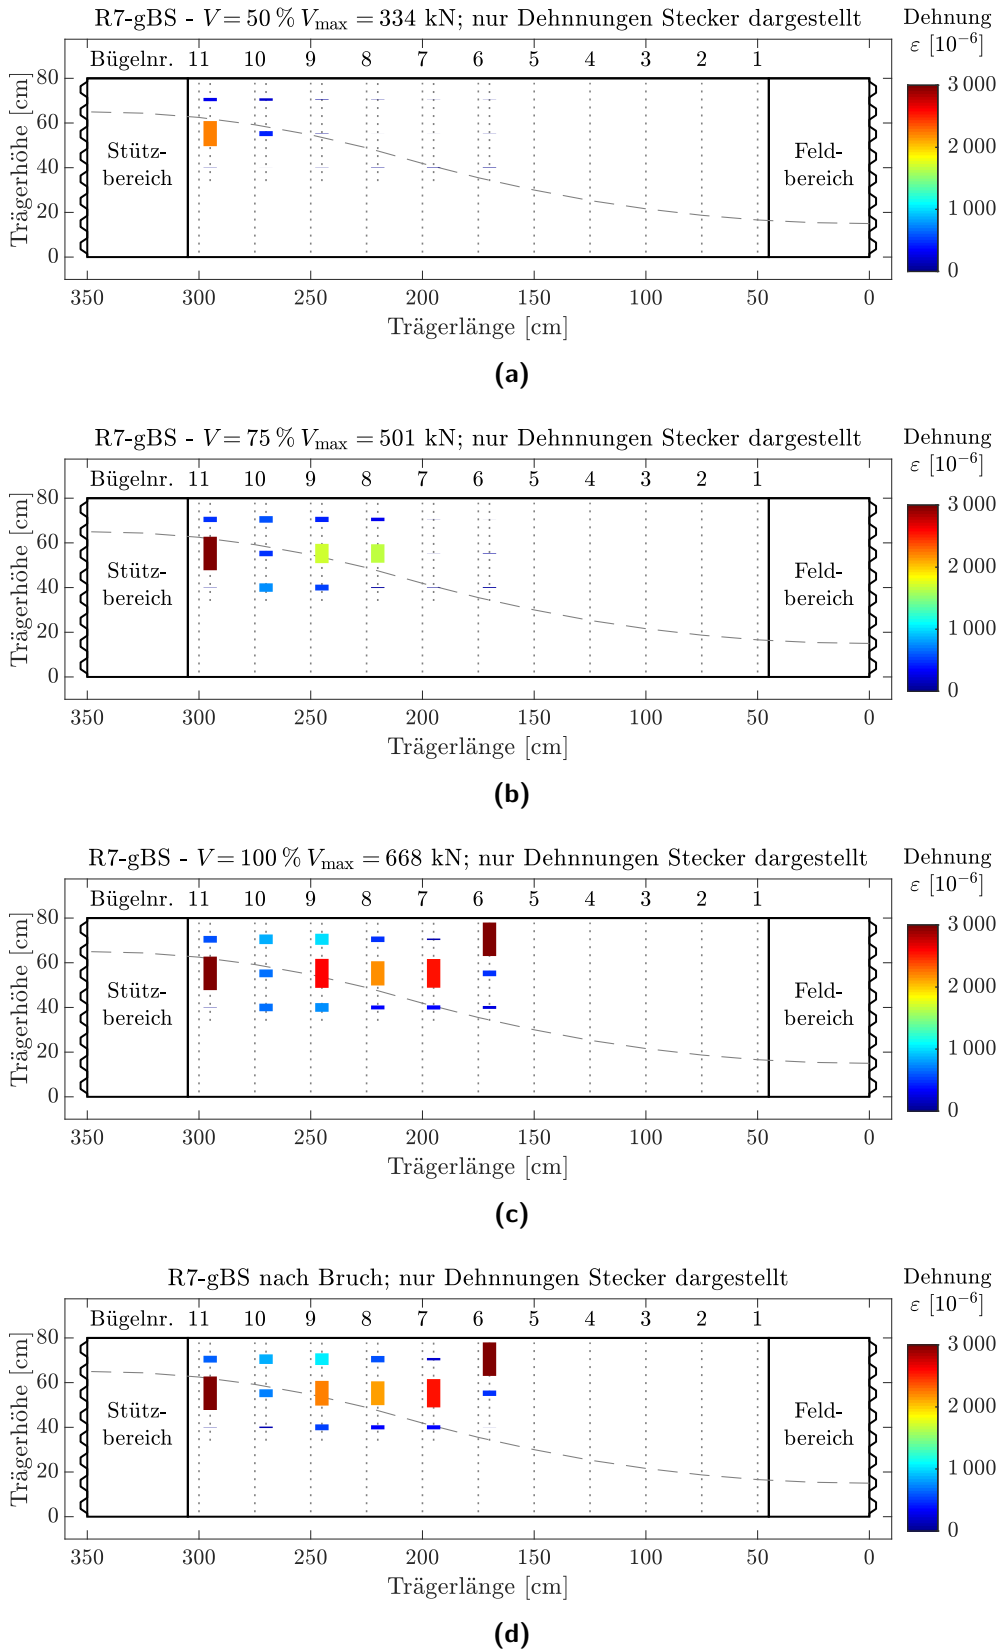 R7-gBS - V = 50 % Vmax = 334 kN; nur Dehnnungen Stecker dargestellt
Dehnung
ε [10⁻⁶]
Bügelnr. 11 10 9 8 7 6 5 4 3 2 1
Trägerhöhe [cm]
80
60
40
20
0
Stütz-
bereich
Feld-
bereich
3 000
2 000
1 000
0
350 300 250 200 150 100 50 0
Trägerlänge [cm]
(a)
R7-gBS - V = 75 % Vmax = 501 kN; nur Dehnnungen Stecker dargestellt
Dehnung
ε [10⁻⁶]
Bügelnr. 11 10 9 8 7 6 5 4 3 2 1
Trägerhöhe [cm]
80
60
40
20
0
Stütz-
bereich
Feld-
bereich
3 000
2 000
1 000
0
350 300 250 200 150 100 50 0
Trägerlänge [cm]
(b)
R7-gBS - V = 100 % Vmax = 668 kN; nur Dehnnungen Stecker dargestellt
Dehnung
ε [10⁻⁶]
Bügelnr. 11 10 9 8 7 6 5 4 3 2 1
Trägerhöhe [cm]
80
60
40
20
0
Stütz-
bereich
Feld-
bereich
3 000
2 000
1 000
0
350 300 250 200 150 100 50 0
Trägerlänge [cm]
(c)
R7-gBS nach Bruch; nur Dehnnungen Stecker dargestellt
Dehnung
ε [10⁻⁶]
Bügelnr. 11 10 9 8 7 6 5 4 3 2 1
Trägerhöhe [cm]
80
60
40
20
0
Stütz-
bereich
Feld-
bereich
3 000
2 000
1 000
0
350 300 250 200 150 100 50 0
Trägerlänge [cm]
(d)